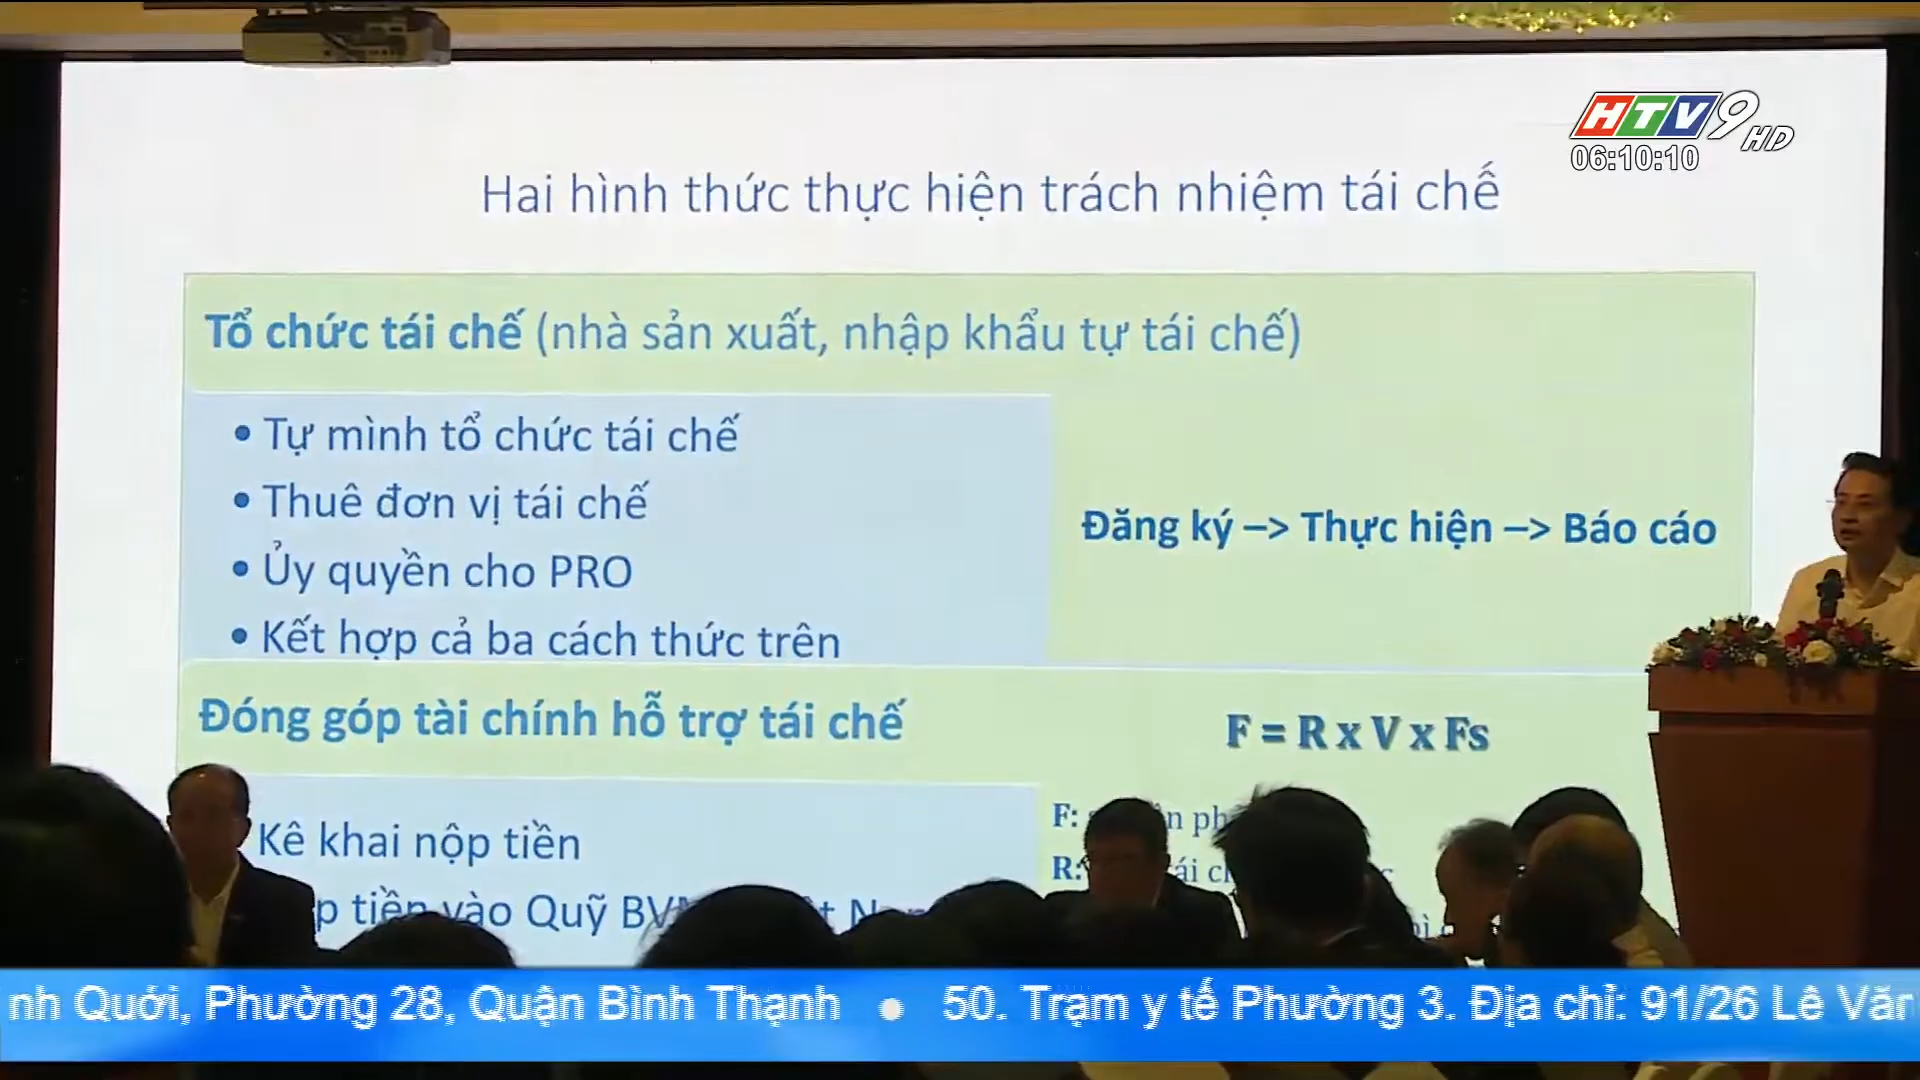 HTV9 HD
06:10:10
Hai hình thức thực hiện trách nhiệm tái chế
Tổ chức tái chế (nhà sản xuất, nhập khẩu tự tái chế)
• Tự mình tổ chức tái chế
• Thuê đơn vị tái chế
• Ủy quyền cho PRO
• Kết hợp cả ba cách thức trên
Đăng ký –> Thực hiện –> Báo cáo
Đóng góp tài chính hỗ trợ tái chế
F = R x V x Fs
Kê khai nộp tiền
tiền vào Quỹ
F:
R:
nh Quới, Phường 28, Quận Bình Thạnh ● 50. Trạm y tế Phường 3. Địa chỉ: 91/26 Lê Văn